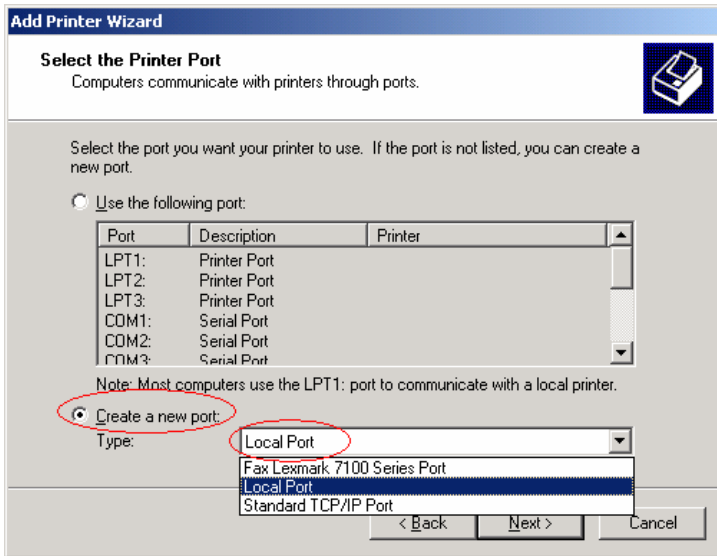 Add Printer Wizard
Select the Printer Port
Computers communicate with printers through ports.
Select the port you want your printer to use. If the port is not listed, you can create a
new port.
Use the following port:
Port Description Printer
LPT1: Printer Port
LPT2: Printer Port
LPT3: Printer Port
COM1: Serial Port
COM2: Serial Port
COM3: Serial Port
Note: Most computers use the LPT1: port to communicate with a local printer.
Create a new port:
Type: Local Port
Fax Lexmark 7100 Series Port
Local Port
Standard TCP/IP Port
< Back Next > Cancel